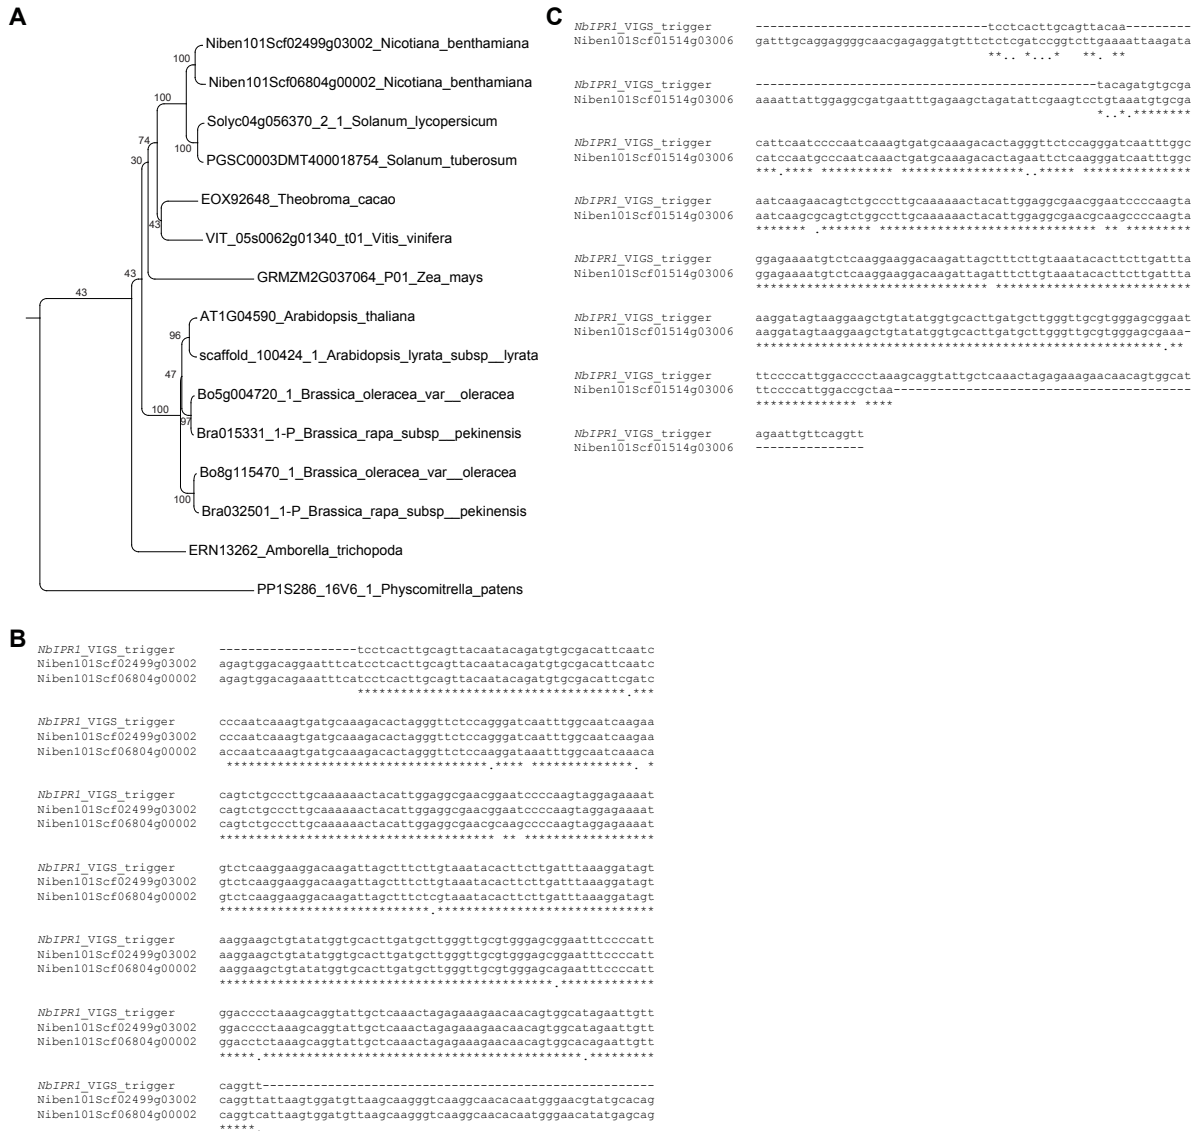 A
100
Niben101Scf02499g03002_Nicotiana_benthamiana
Niben101Scf06804g00002_Nicotiana_benthamiana
100
Solyc04g056370_2_1_Solanum_lycopersicum
100
PGSC0003DMT400018754_Solanum_tuberosum
74
30
EOX92648_Theobroma_cacao
43
VIT_05s0062g01340_t01_Vitis_vinifera
43
GRMZM2G037064_P01_Zea_mays
43
AT1G04590_Arabidopsis_thaliana
96
scaffold_100424_1_Arabidopsis_lyrata_subsp__lyrata
47
Bo5g004720_1_Brassica_oleracea_var__oleracea
100
97
Bra015331_1-P_Brassica_rapa_subsp__pekinensis
Bo8g115470_1_Brassica_oleracea_var__oleracea
100
Bra032501_1-P_Brassica_rapa_subsp__pekinensis
ERN13262_Amborella_trichopoda
PP1S286_16V6_1_Physcomitrella_patens
B
NbIPR1_VIGS_trigger -------------------tcctcacttgcagttacaatacagatgtgcgacattcaatc
Niben101Scf02499g03002 agagtggacaggaatttcatcctcacttgcagttacaatacagatgtgcgacattcaatc
Niben101Scf06804g00002 agagtggacagaaatttcatcctcacttgcagttacaatacagatgtgcgacattcgatc
*************************************.***
NbIPR1_VIGS_trigger cccaatcaaagtgatgcaaagacactagggttctccagggatcaatttggcaatcaagaa
Niben101Scf02499g03002 cccaatcaaagtgatgcaaagacactagggttctccagggatcaatttggcaatcaagaa
Niben101Scf06804g00002 accaatcaaagtgatgcaaagacactagggttctccaaggataaatttggcaatcaaaca
************************************.**** **************. *
NbIPR1_VIGS_trigger cagtctgcccttgcaaaaaactacattggaggcgaacggaatccccaagtaggagaaaat
Niben101Scf02499g03002 cagtctgcccttgcaaaaaactacattggaggcgaacggaatccccaagtaggagaaaat
Niben101Scf06804g00002 cagtctgcccttgcaaaaaactacattggaggcgaacgcaagccccaagtaggagaaaat
************************************** ** ******************
NbIPR1_VIGS_trigger gtctcaaggaaggacaagattagctttcttgtaaatacacttcttgatttaaaggatagt
Niben101Scf02499g03002 gtctcaaggaaggacaagattagctttcttgtaaatacacttcttgatttaaaggatagt
Niben101Scf06804g00002 gtctcaaggaaggacaagattagctttctcgtaaatacacttcttgatttaaaggatagt
*****************************.******************************
NbIPR1_VIGS_trigger aaggaagctgtatatggtgcacttgatgcttgggttgcgtgggagcggaatttccccatt
Niben101Scf02499g03002 aaggaagctgtatatggtgcacttgatgcttgggttgcgtgggagcggaatttccccatt
Niben101Scf06804g00002 aaggaagctgtatatggtgcacttgatgcttgggttgcgtgggagcagaatttccccatt
**********************************************.*************
NbIPR1_VIGS_trigger ggacccctaaagcaggtattgctcaaactagagaaagaacaacagtggcatagaattgtt
Niben101Scf02499g03002 ggacccctaaagcaggtattgctcaaactagagaaagaacaacagtggcatagaattgtt
Niben101Scf06804g00002 ggacctctaaagcaggtattgctcaaactagagaaagaacaacagtggcacagaattgtt
*****.********************************************.*********
NbIPR1_VIGS_trigger caggtt------------------------------------------------------
Niben101Scf02499g03002 caggttattaagtggatgttaagcaagggtcaaggcaacacaatgggaacgtatgcacag
Niben101Scf06804g00002 caggtcattaagtggatgttaagcaagggtcaaggcaacacaatgggaacatatgagcag
*****.
C
NbIPR1_VIGS_trigger --------------------------------tcctcacttgcagttacaa---------
Niben101Scf01514g03006 gatttgcaggaggggcaacgagaggatgtttctctcgatccggtcttgaaaattaagata
**.. *...* **. **
NbIPR1_VIGS_trigger -----------------------------------------------tacagatgtgcga
Niben101Scf01514g03006 aaaattattggaggcgatgaatttgagaagctagatattcgaagtcctgtaaatgtgcga
*..*.********
NbIPR1_VIGS_trigger cattcaatccccaatcaaagtgatgcaaagacactagggttctccagggatcaatttggc
Niben101Scf01514g03006 catccaatgcccaatcaaactgatgcaaagacactagaattctcaagggatcaatttggc
***.**** ********** *****************..***** ***************
NbIPR1_VIGS_trigger aatcaagaacagtctgcccttgcaaaaaactacattggaggcgaacggaatccccaagta
Niben101Scf01514g03006 aatcaagcgcagtctggccttgcaaaaaactacattggaggcgaacgcaagccccaagta
******* .******* ****************************** ** *********
NbIPR1_VIGS_trigger ggagaaaatgtctcaaggaaggacaagattagctttcttgtaaatacacttcttgattta
Niben101Scf01514g03006 ggagaaaatgtctcaaggaaggacaagattagatttcttgtaaatacacttcttgattta
******************************** ***************************
NbIPR1_VIGS_trigger aaggatagtaaggaagctgtatatggtgcacttgatgcttgggttgcgtgggagcggaat
Niben101Scf01514g03006 aaggatagtaaggaagctgtatatggtgcacttgatgcttgggttgcgtgggagcgaaa-
********************************************************.**
NbIPR1_VIGS_trigger ttccccattggacccctaaagcaggtattgctcaaactagagaaagaacaacagtggcat
Niben101Scf01514g03006 ttccccattggaccgctaa-----------------------------------------
************** ****
NbIPR1_VIGS_trigger agaattgttcaggtt
Niben101Scf01514g03006 ---------------